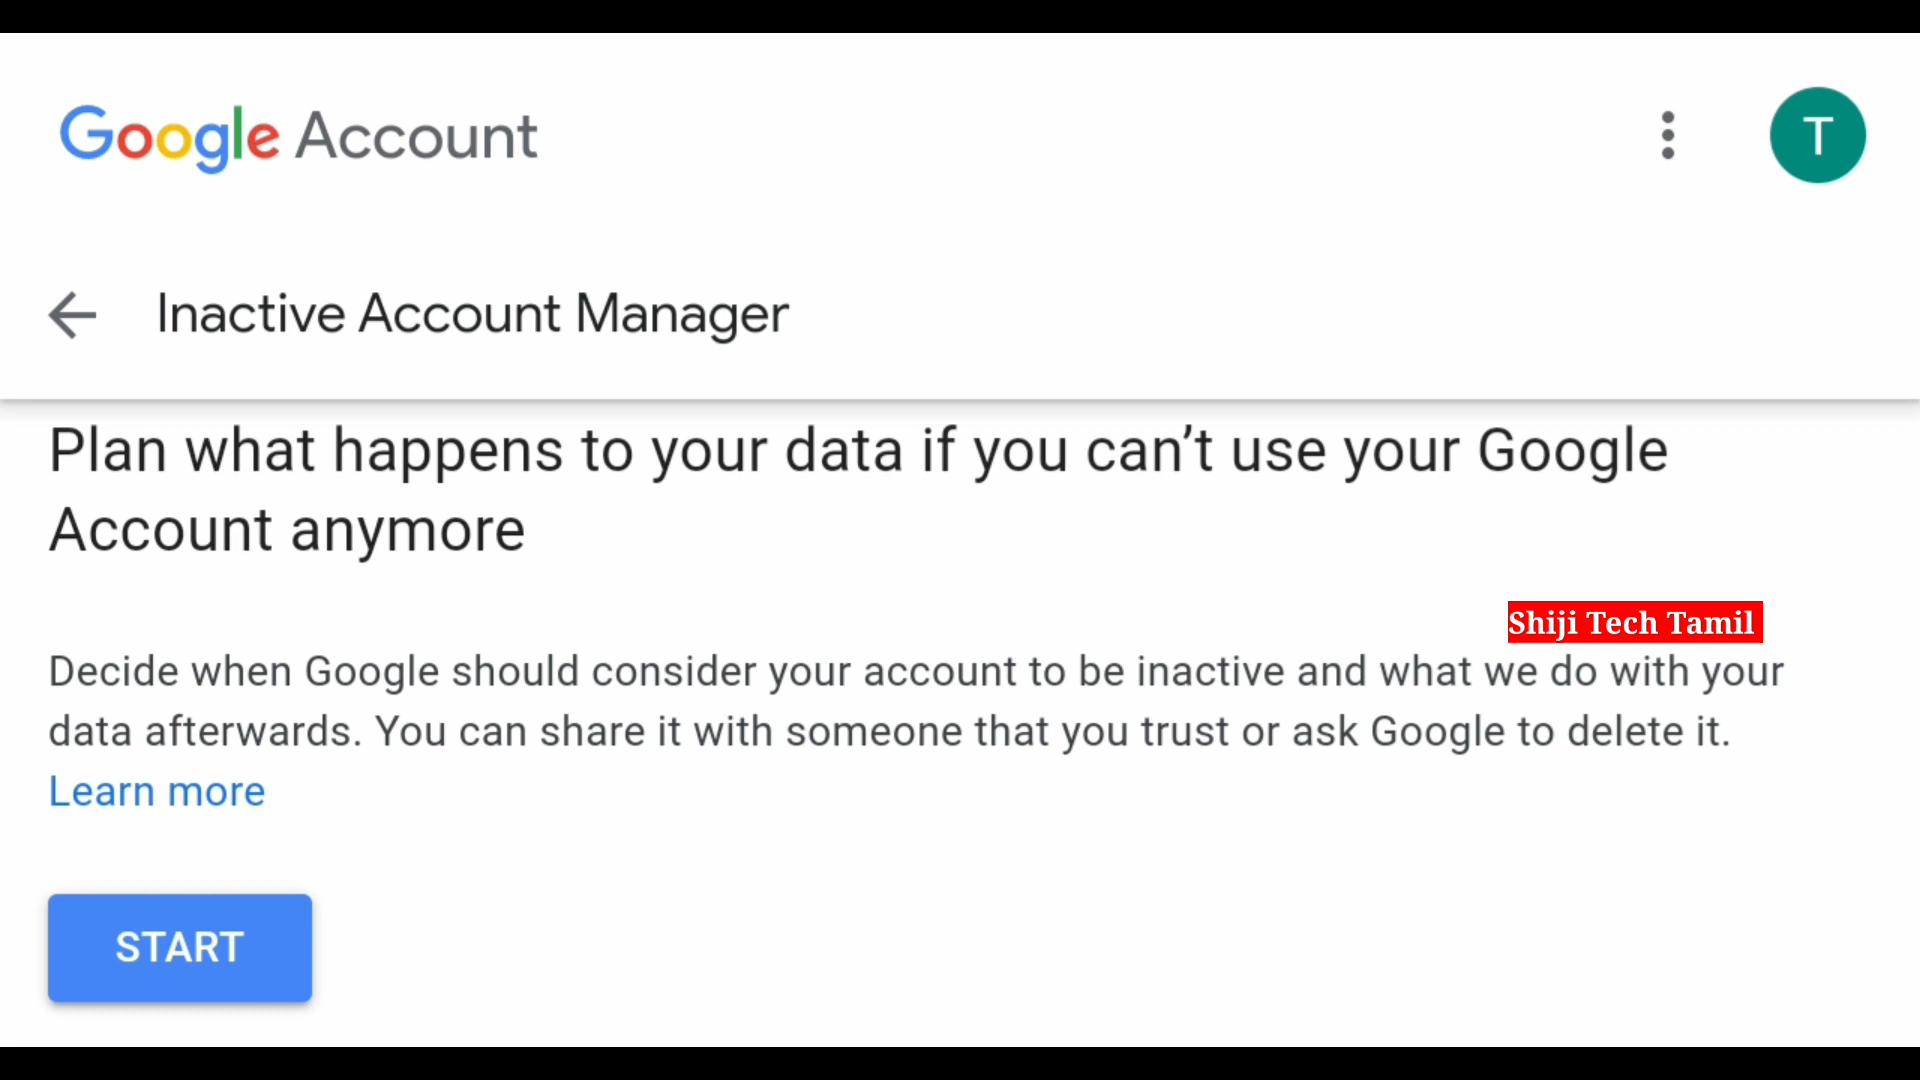 Google Account
T
Inactive Account Manager
Plan what happens to your data if you can’t use your Google
Account anymore
Shiji Tech Tamil
Decide when Google should consider your account to be inactive and what we do with your
data afterwards. You can share it with someone that you trust or ask Google to delete it.
Learn more
START